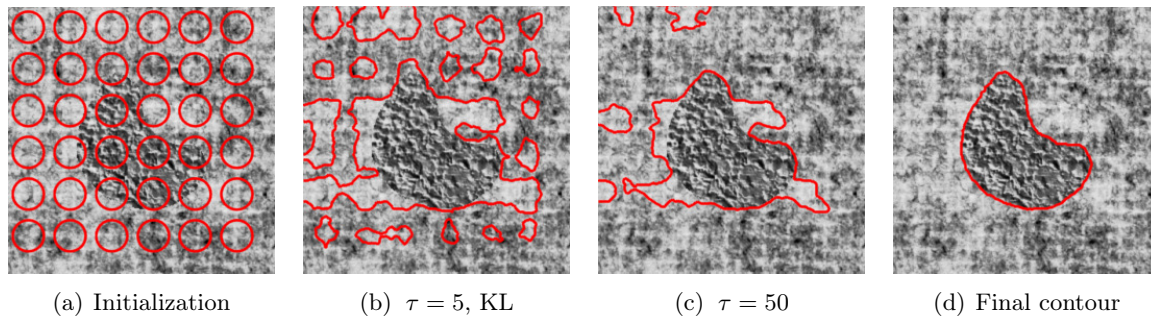 (a) Initialization
(b) τ = 5, KL
(c) τ = 50
(d) Final contour